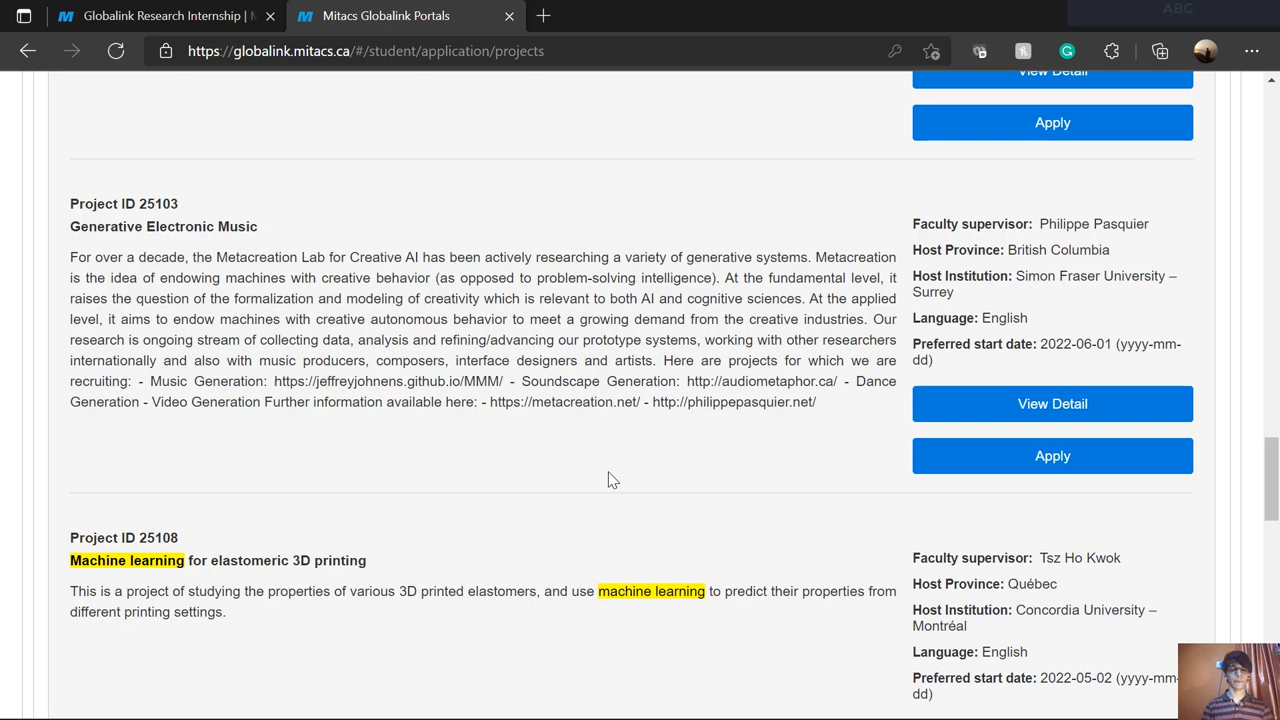 Globalink Research Internship | M
Mitacs Globalink Portals
ABC
https://globalink.mitacs.ca/#/student/application/projects
View Detail
Apply
Project ID 25103
Generative Electronic Music
For over a decade, the Metacreation Lab for Creative AI has been actively researching a variety of generative systems. Metacreation
is the idea of endowing machines with creative behavior (as opposed to problem-solving intelligence). At the fundamental level, it
raises the question of the formalization and modeling of creativity which is relevant to both AI and cognitive sciences. At the applied
level, it aims to endow machines with creative autonomous behavior to meet a growing demand from the creative industries. Our
research is ongoing stream of collecting data, analysis and refining/advancing our prototype systems, working with other researchers
internationally and also with music producers, composers, interface designers and artists. Here are projects for which we are
recruiting: - Music Generation: https://jeffreyjohnens.github.io/MMM/ - Soundscape Generation: http://audiometaphor.ca/ - Dance
Generation - Video Generation Further information available here: - https://metacreation.net/ - http://philippepasquier.net/
Faculty supervisor: Philippe Pasquier
Host Province: British Columbia
Host Institution: Simon Fraser University –
Surrey
Language: English
Preferred start date: 2022-06-01 (yyyy-mm-
dd)
View Detail
Apply
Project ID 25108
Machine learning for elastomeric 3D printing
This is a project of studying the properties of various 3D printed elastomers, and use machine learning to predict their properties from
different printing settings.
Faculty supervisor: Tsz Ho Kwok
Host Province: Québec
Host Institution: Concordia University –
Montréal
Language: English
Preferred start date: 2022-05-02 (yyyy-mm-
dd)